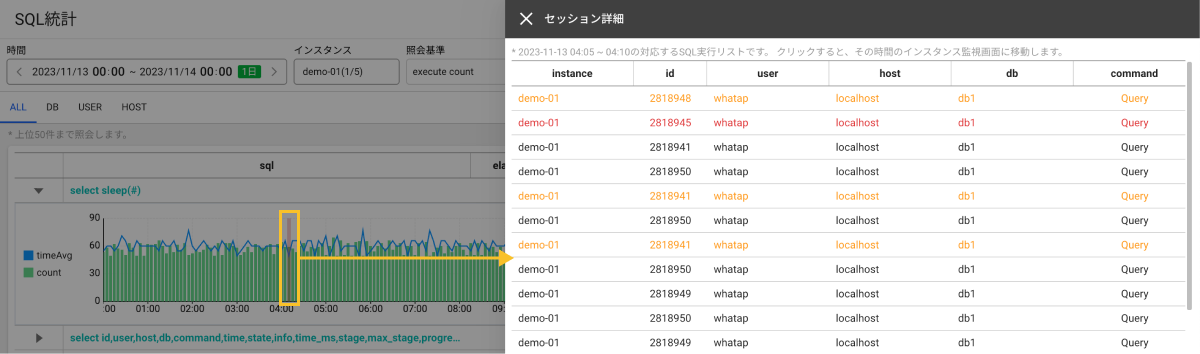 SQL統計
時間
インスタンス
照会基準
2023/11/13 00:00 ~ 2023/11/14 00:00 1日
demo-01(1/5)
execute count
ALL DB USER HOST
* 上位50件まで照会します。
sql ela
select sleep(#)
90
60
30
0
timeAvg
count
:00 01:00 02:00 03:00 04:00 05:00 06:00 07:00 08:00 09:
select id,user,host,db,command,time,state,info,time_ms,stage,max_stage,progre...
セッション詳細
* 2023-11-13 04:05 ~ 04:10の対応するSQL実行リストです。 クリックすると、その時間のインスタンス監視画面に移動します。
instance id user host db command
demo-01 2818948 whatap localhost db1 Query
demo-01 2818945 whatap localhost db1 Query
demo-01 2818941 whatap localhost db1 Query
demo-01 2818950 whatap localhost db1 Query
demo-01 2818941 whatap localhost db1 Query
demo-01 2818950 whatap localhost db1 Query
demo-01 2818941 whatap localhost db1 Query
demo-01 2818950 whatap localhost db1 Query
demo-01 2818949 whatap localhost db1 Query
demo-01 2818950 whatap localhost db1 Query
demo-01 2818949 whatap localhost db1 Query